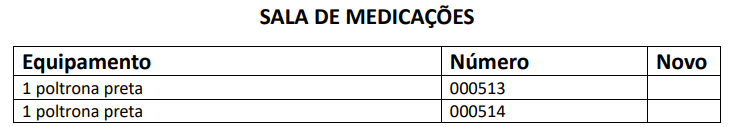 SALA DE MEDICAÇÕES
Equipamento Número Novo
1 poltrona preta 000513
1 poltrona preta 000514